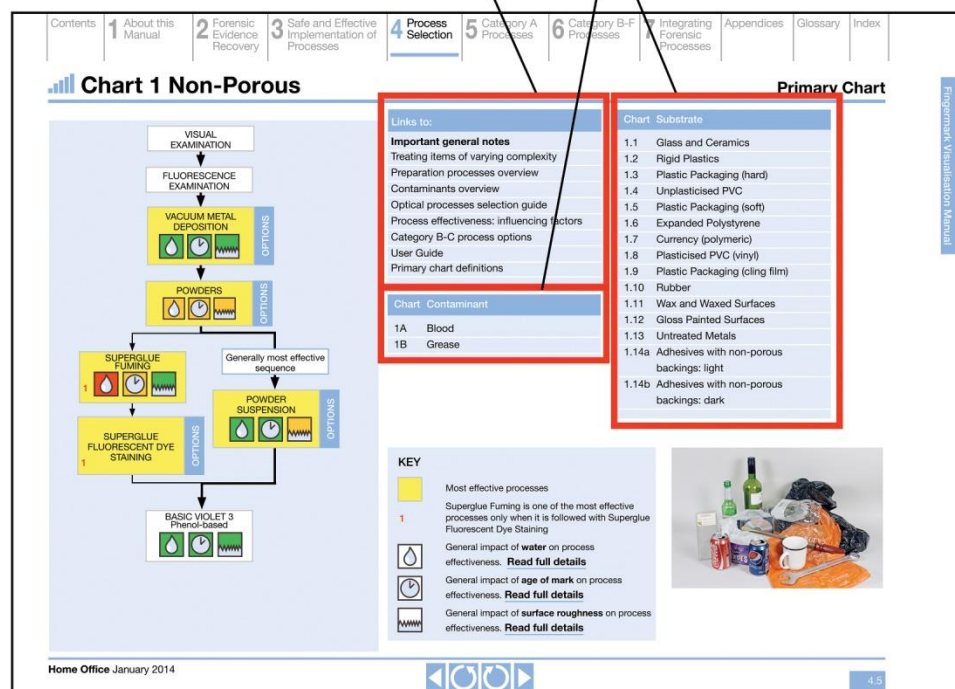 Contents
1 About this
Manual
2 Forensic
Evidence
Recovery
3 Safe and Effective
Implementation of
Processes
4 Process
Selection
5 Category A
Processes
6 Category B-F
Processes
7 Integrating
Forensic
Processes
Appendices
Glossary
Index
Chart 1 Non-Porous
Primary Chart
Fingermark Visualisation Manual
VISUAL
EXAMINATION
FLUORESCENCE
EXAMINATION
VACUUM METAL
DEPOSITION
OPTIONS
POWDERS
OPTIONS
SUPERGLUE
FUMING
1
Generally most effective
sequence
POWDER
SUSPENSION
OPTIONS
SUPERGLUE
FLUORESCENT DYE
STAINING
1
OPTIONS
BASIC VIOLET 3
Phenol-based
Links to:
Important general notes
Treating items of varying complexity
Preparation processes overview
Contaminants overview
Optical processes selection guide
Process effectiveness: influencing factors
Category B-C process options
User Guide
Primary chart definitions
Chart Contaminant
1A Blood
1B Grease
Chart Substrate
1.1 Glass and Ceramics
1.2 Rigid Plastics
1.3 Plastic Packaging (hard)
1.4 Unplasticised PVC
1.5 Plastic Packaging (soft)
1.6 Expanded Polystyrene
1.7 Currency (polymeric)
1.8 Plasticised PVC (vinyl)
1.9 Plastic Packaging (cling film)
1.10 Rubber
1.11 Wax and Waxed Surfaces
1.12 Gloss Painted Surfaces
1.13 Untreated Metals
1.14a Adhesives with non-porous
backings: light
1.14b Adhesives with non-porous
backings: dark
KEY
Most effective processes
1 Superglue Fuming is one of the most effective
processes only when it is followed with Superglue
Fluorescent Dye Staining
General impact of water on process
effectiveness. Read full details
General impact of age of mark on process
effectiveness. Read full details
General impact of surface roughness on process
effectiveness. Read full details
pepsi
Home Office January 2014
4.5